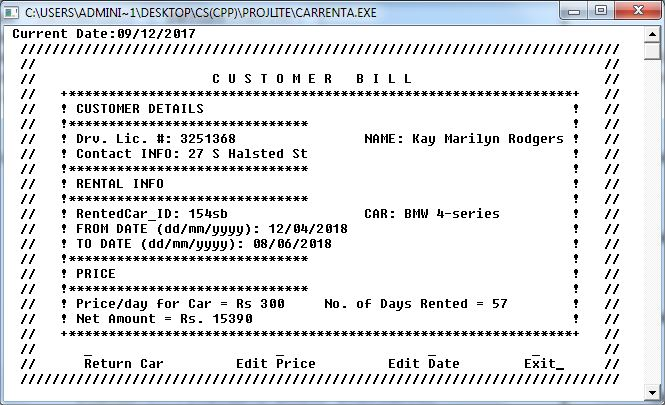 C:\USERS\ADMINI~1\DESKTOP\CS(CPP)\PROJLITE\CARRENTA.EXE
Current Date:09/12/2017
C U S T O M E R   B I L L
! CUSTOMER DETAILS !
! Drv. Lic. #: 3251368 NAME: Kay Marilyn Rodgers !
! Contact INFO: 27 S Halsted St !
! RENTAL INFO !
! RentedCar_ID: 154sb CAR: BMW 4-series !
! FROM DATE (dd/mm/yyyy): 12/04/2018 !
! TO DATE (dd/mm/yyyy): 08/06/2018 !
! PRICE !
! Price/day for Car = Rs 300 No. of Days Rented = 57 !
! Net Amount = Rs. 15390 !
Return Car Edit Price Edit Date Exit_